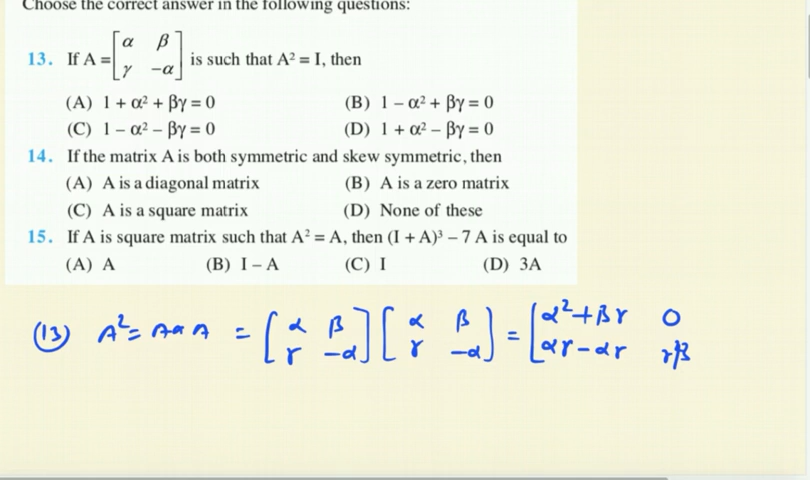 Choose the correct answer in the following questions:
13. If A = [α β; γ −α] is such that A² = I, then
(A) 1 + α² + βγ = 0 (B) 1 – α² + βγ = 0
(C) 1 – α² – βγ = 0 (D) 1 + α² – βγ = 0
14. If the matrix A is both symmetric and skew symmetric, then
(A) A is a diagonal matrix (B) A is a zero matrix
(C) A is a square matrix (D) None of these
15. If A is square matrix such that A² = A, then (I + A)³ – 7 A is equal to
(A) A (B) I – A (C) I (D) 3A
(13) A² = A × A = [α β; γ −α] [α β; γ −α] = [α² + βγ 0; αγ − αγ γβ